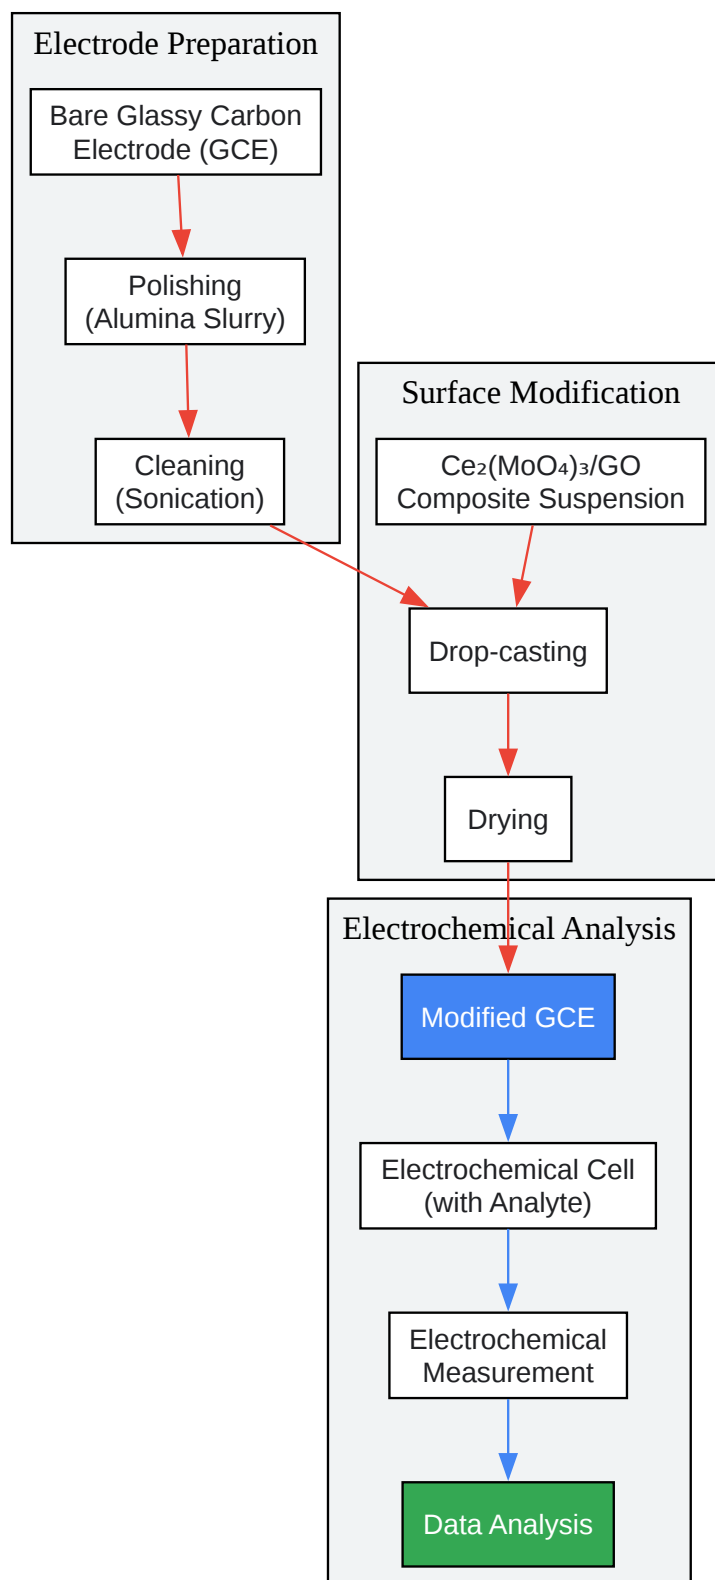 Electrode Preparation
Bare Glassy Carbon
Electrode (GCE)
Polishing
(Alumina Slurry)
Cleaning
(Sonication)
Surface Modification
Ce₂(MoO₄)₃/GO
Composite Suspension
Drop-casting
Drying
Electrochemical Analysis
Modified GCE
Electrochemical Cell
(with Analyte)
Electrochemical
Measurement
Data Analysis